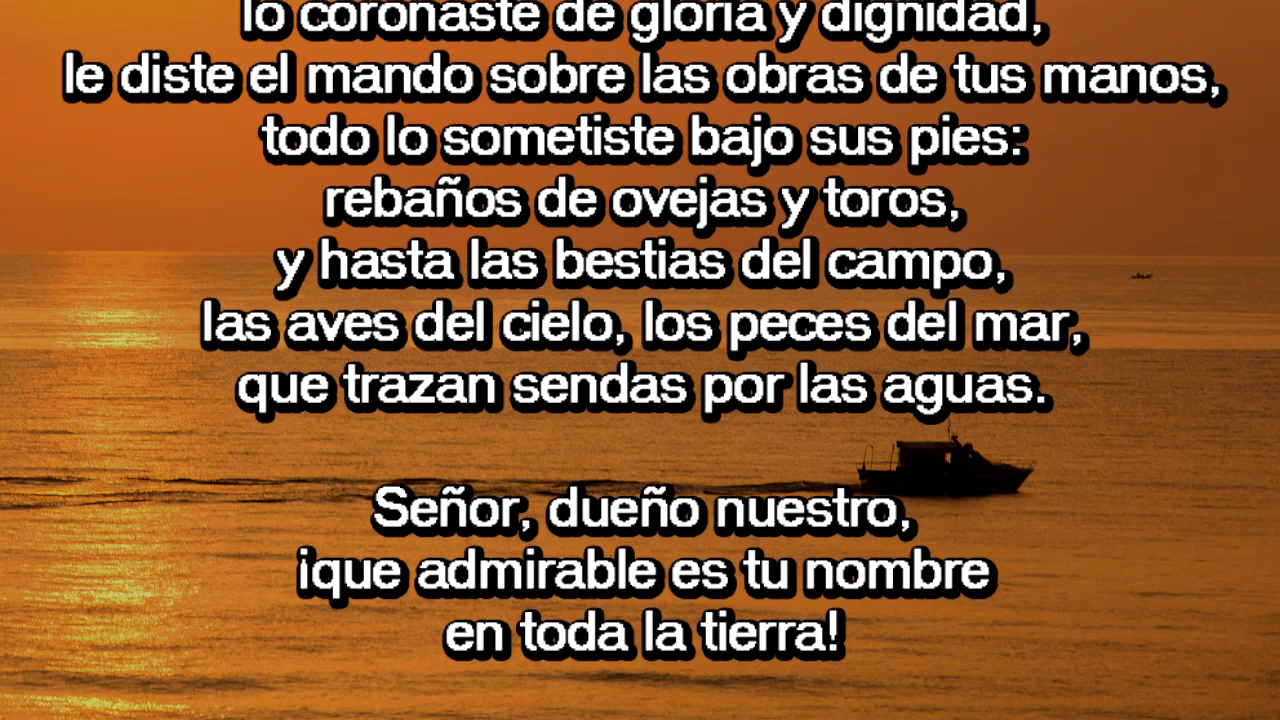 lo coronaste de gloria y dignidad,
le diste el mando sobre las obras de tus manos,
todo lo sometiste bajo sus pies:
rebaños de ovejas y toros,
y hasta las bestias del campo,
las aves del cielo, los peces del mar,
que trazan sendas por las aguas.
Señor, dueño nuestro,
¡que admirable es tu nombre
en toda la tierra!